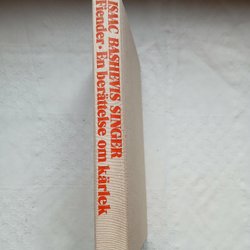 ISAAC BASHEVIS SINGER
Fiender • En berättelse om kärlek